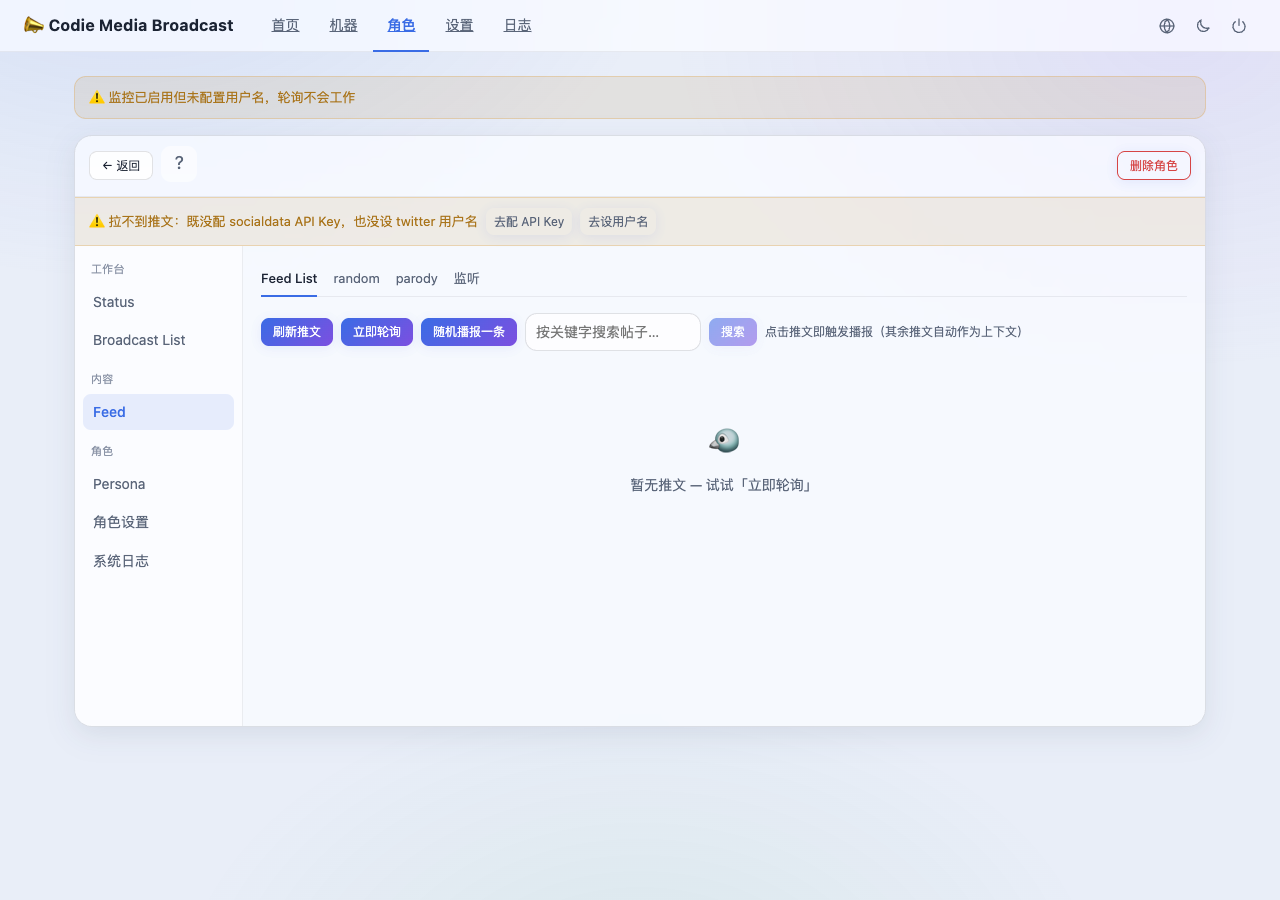 Codie Media Broadcast 首页 机器 角色 设置 日志
监控已启用但未配置用户名，轮询不会工作
← 返回 ? 删除角色
拉不到推文：既没配 socialdata API Key，也没设 twitter 用户名 去配 API Key 去设用户名
工作台
Status
Broadcast List
内容
Feed
角色
Persona
角色设置
系统日志
Feed List random parody 监听
刷新推文 立即轮询 随机播报一条 按关键字搜索帖子... 搜索 点击推文即触发播报（其余推文自动作为上下文）
暂无推文 — 试试「立即轮询」